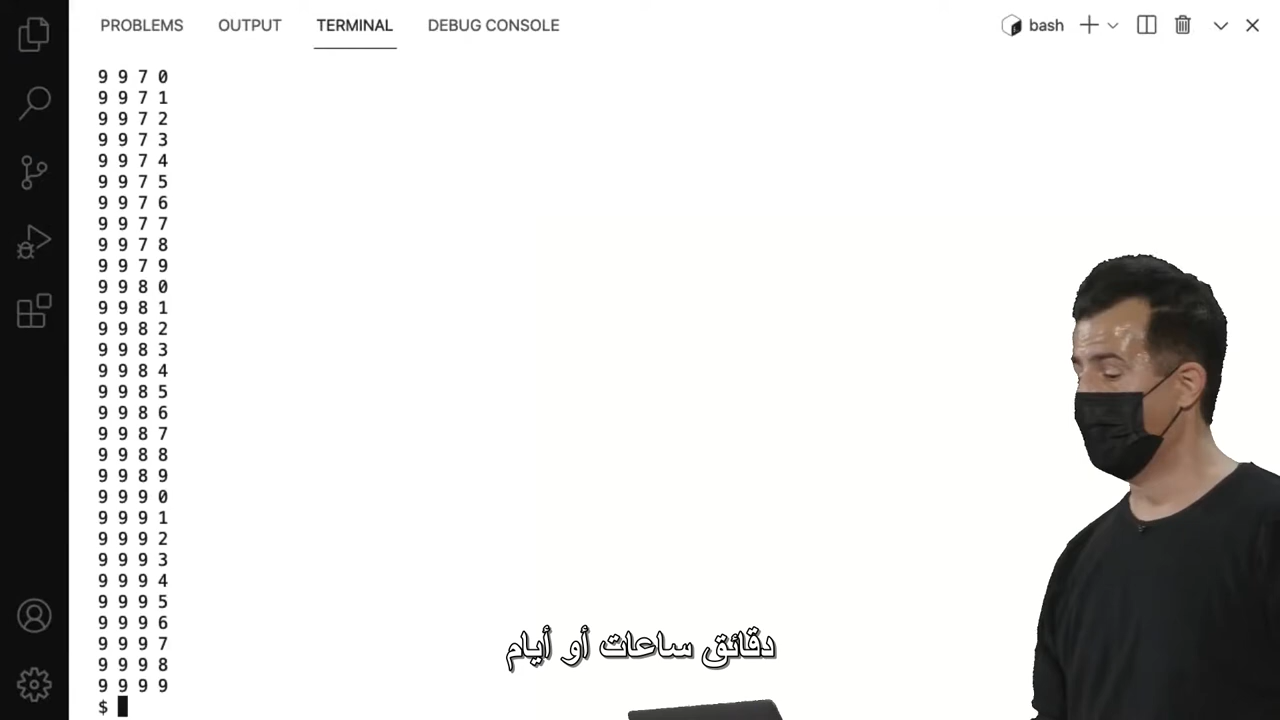 PROBLEMS OUTPUT TERMINAL DEBUG CONSOLE bash
9 9 7 0
9 9 7 1
9 9 7 2
9 9 7 3
9 9 7 4
9 9 7 5
9 9 7 6
9 9 7 7
9 9 7 8
9 9 7 9
9 9 8 0
9 9 8 1
9 9 8 2
9 9 8 3
9 9 8 4
9 9 8 5
9 9 8 6
9 9 8 7
9 9 8 8
9 9 8 9
9 9 9 0
9 9 9 1
9 9 9 2
9 9 9 3
9 9 9 4
9 9 9 5
9 9 9 6
9 9 9 7
9 9 9 8
9 9 9 9
$
دقائق ساعات أو أيام